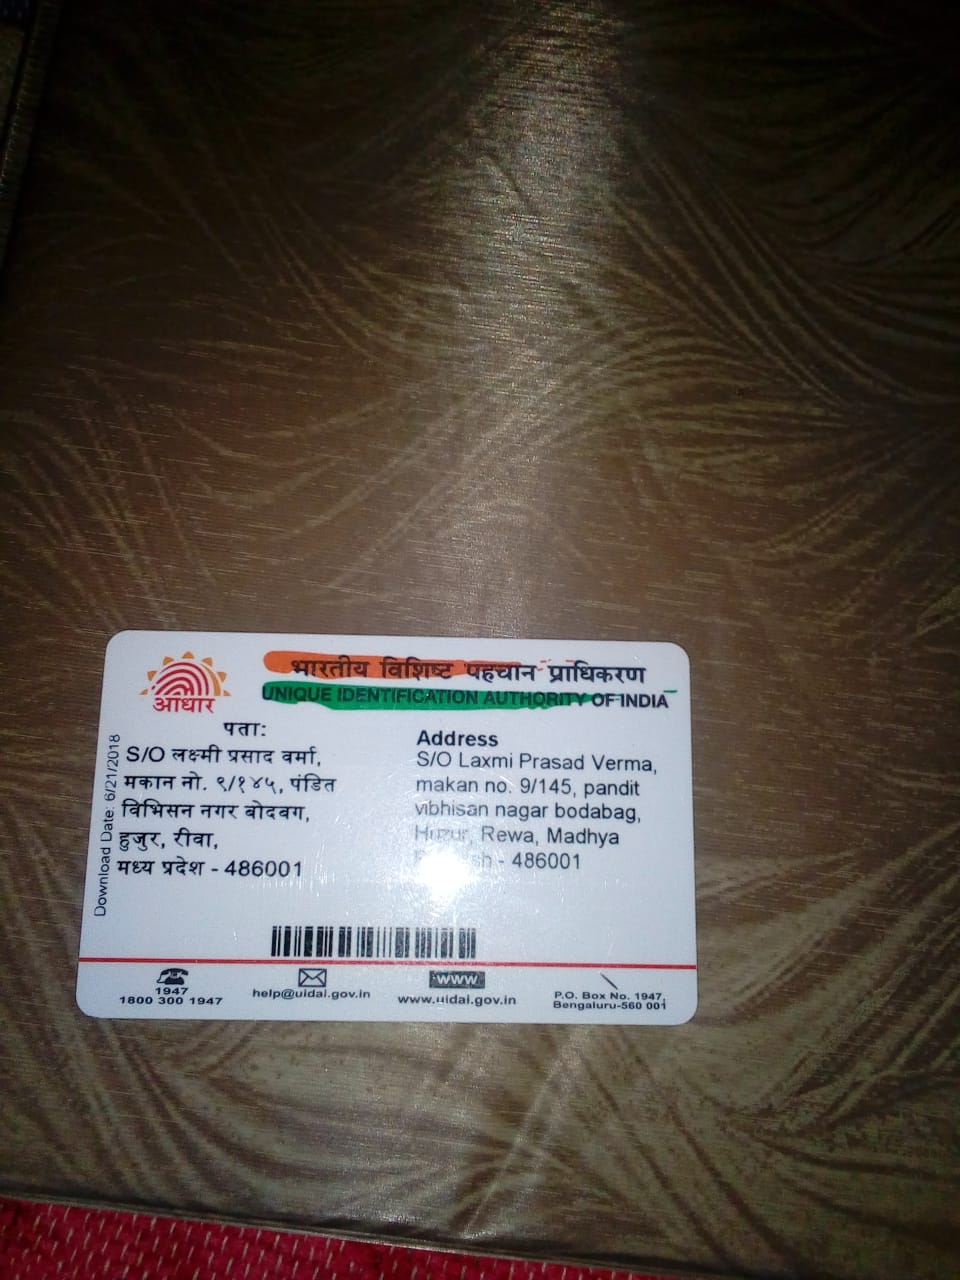 भारतीय विशिष्ट पहचान प्राधिकरण
UNIQUE IDENTIFICATION AUTHORITY OF INDIA
आधार
पता:
S/O लक्ष्मी प्रसाद वर्मा,
मकान नो. ९/१४५, पंडित
विभिसन नगर बोदबग,
हुजुर, रीवा,
मध्य प्रदेश - 486001
Address
S/O Laxmi Prasad Verma,
makan no. 9/145, pandit
vibhisan nagar bodabag,
Huzur, Rewa, Madhya
- 486001
Download Date: 6/21/2018
1947
1800 300 1947
help@uidai.gov.in
www
www.uidai.gov.in
P.O. Box No. 1947,
Bengaluru-560 001